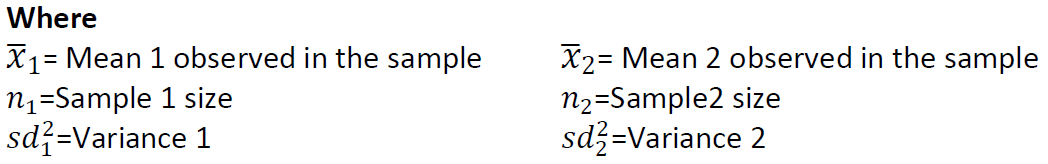 Where
x̅₁= Mean 1 observed in the sample x̅₂= Mean 2 observed in the sample
n₁=Sample 1 size n₂=Sample2 size
sd₁²=Variance 1 sd₂²=Variance 2